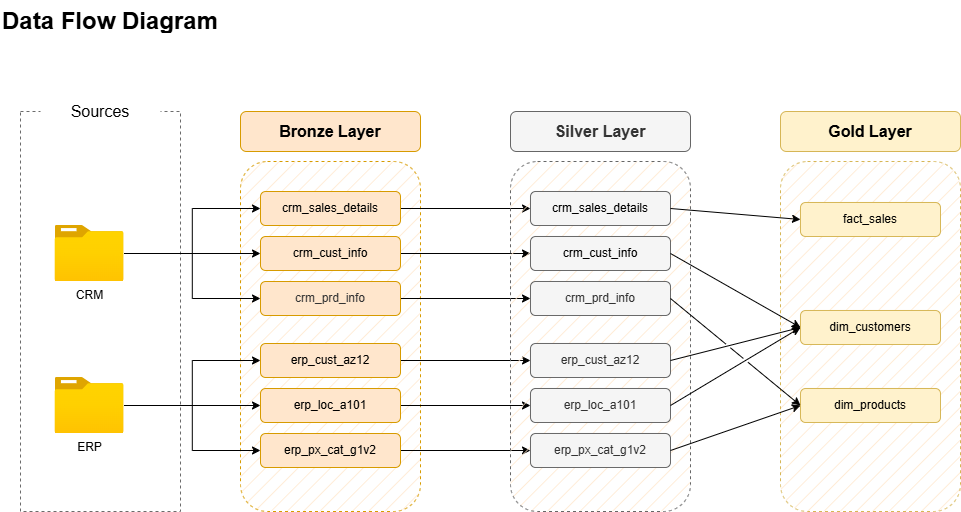 Data Flow Diagram
Sources
Bronze Layer
Silver Layer
Gold Layer
CRM
ERP
crm_sales_details
crm_cust_info
crm_prd_info
erp_cust_az12
erp_loc_a101
erp_px_cat_g1v2
crm_sales_details
crm_cust_info
crm_prd_info
erp_cust_az12
erp_loc_a101
erp_px_cat_g1v2
fact_sales
dim_customers
dim_products